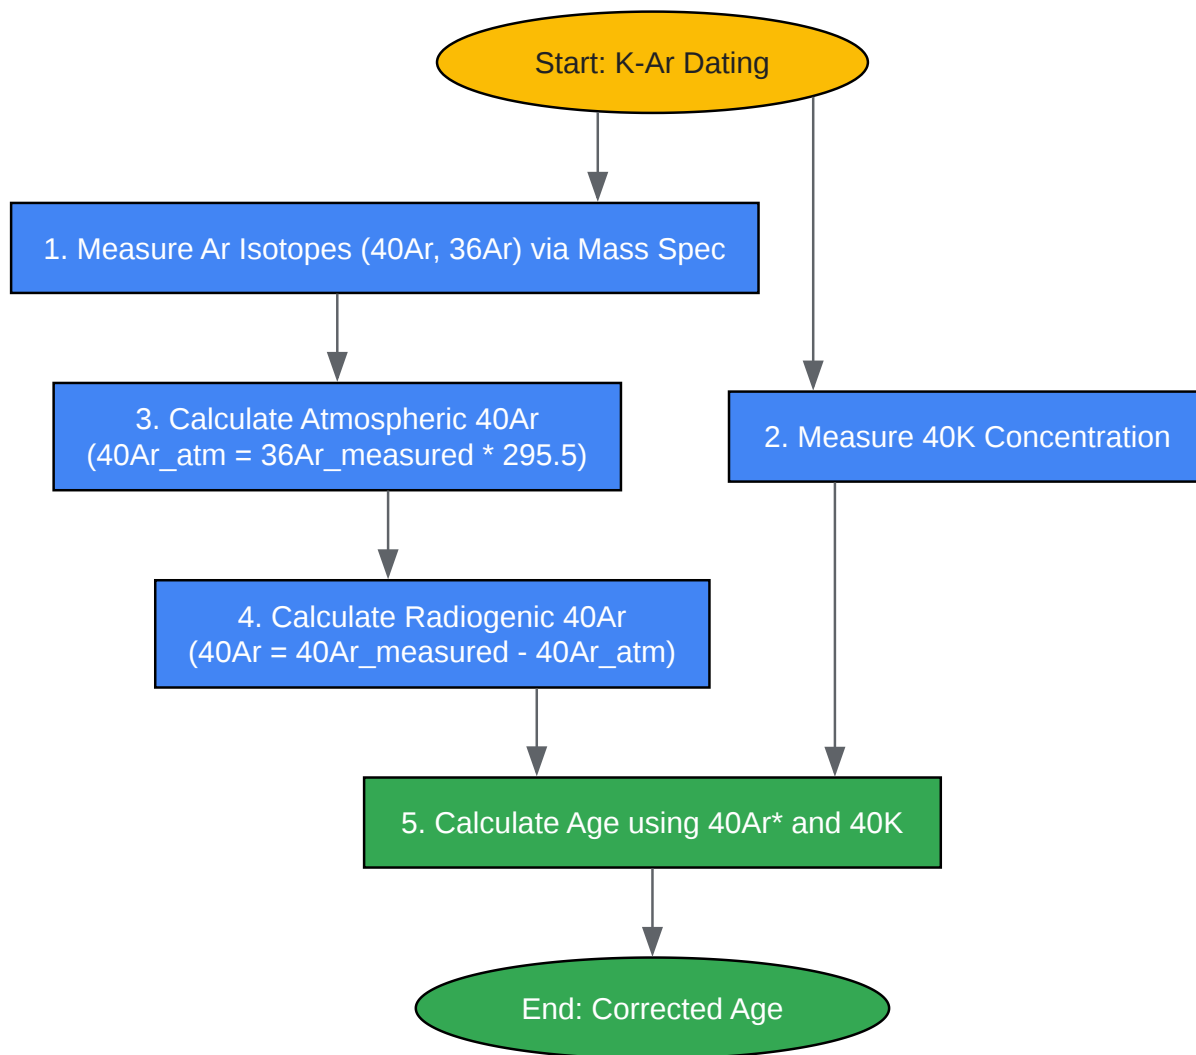 Start: K-Ar Dating
1. Measure Ar Isotopes (40Ar, 36Ar) via Mass Spec
3. Calculate Atmospheric 40Ar
(40Ar_atm = 36Ar_measured * 295.5)
2. Measure 40K Concentration
4. Calculate Radiogenic 40Ar
(40Ar = 40Ar_measured - 40Ar_atm)
5. Calculate Age using 40Ar* and 40K
End: Corrected Age